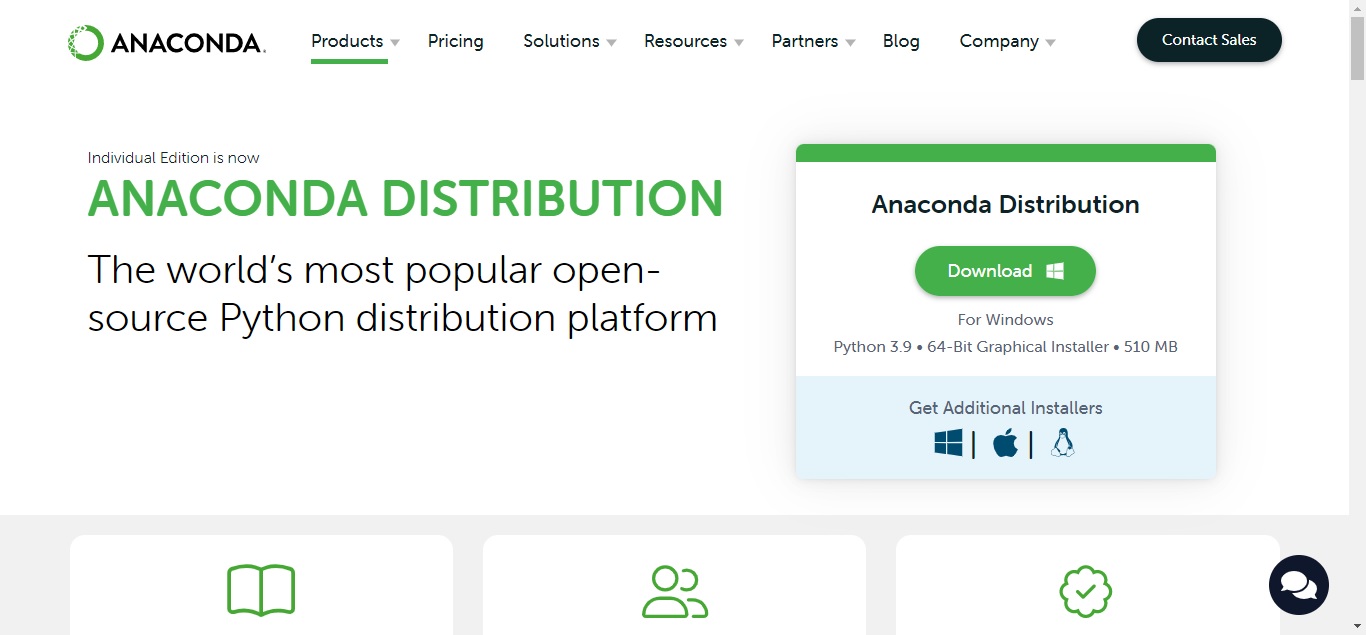 ANACONDA.
Products
Pricing
Solutions
Resources
Partners
Blog
Company
Contact Sales
Individual Edition is now
ANACONDA DISTRIBUTION
The world’s most popular open-
source Python distribution platform
Anaconda Distribution
Download
For Windows
Python 3.9 • 64-Bit Graphical Installer • 510 MB
Get Additional Installers